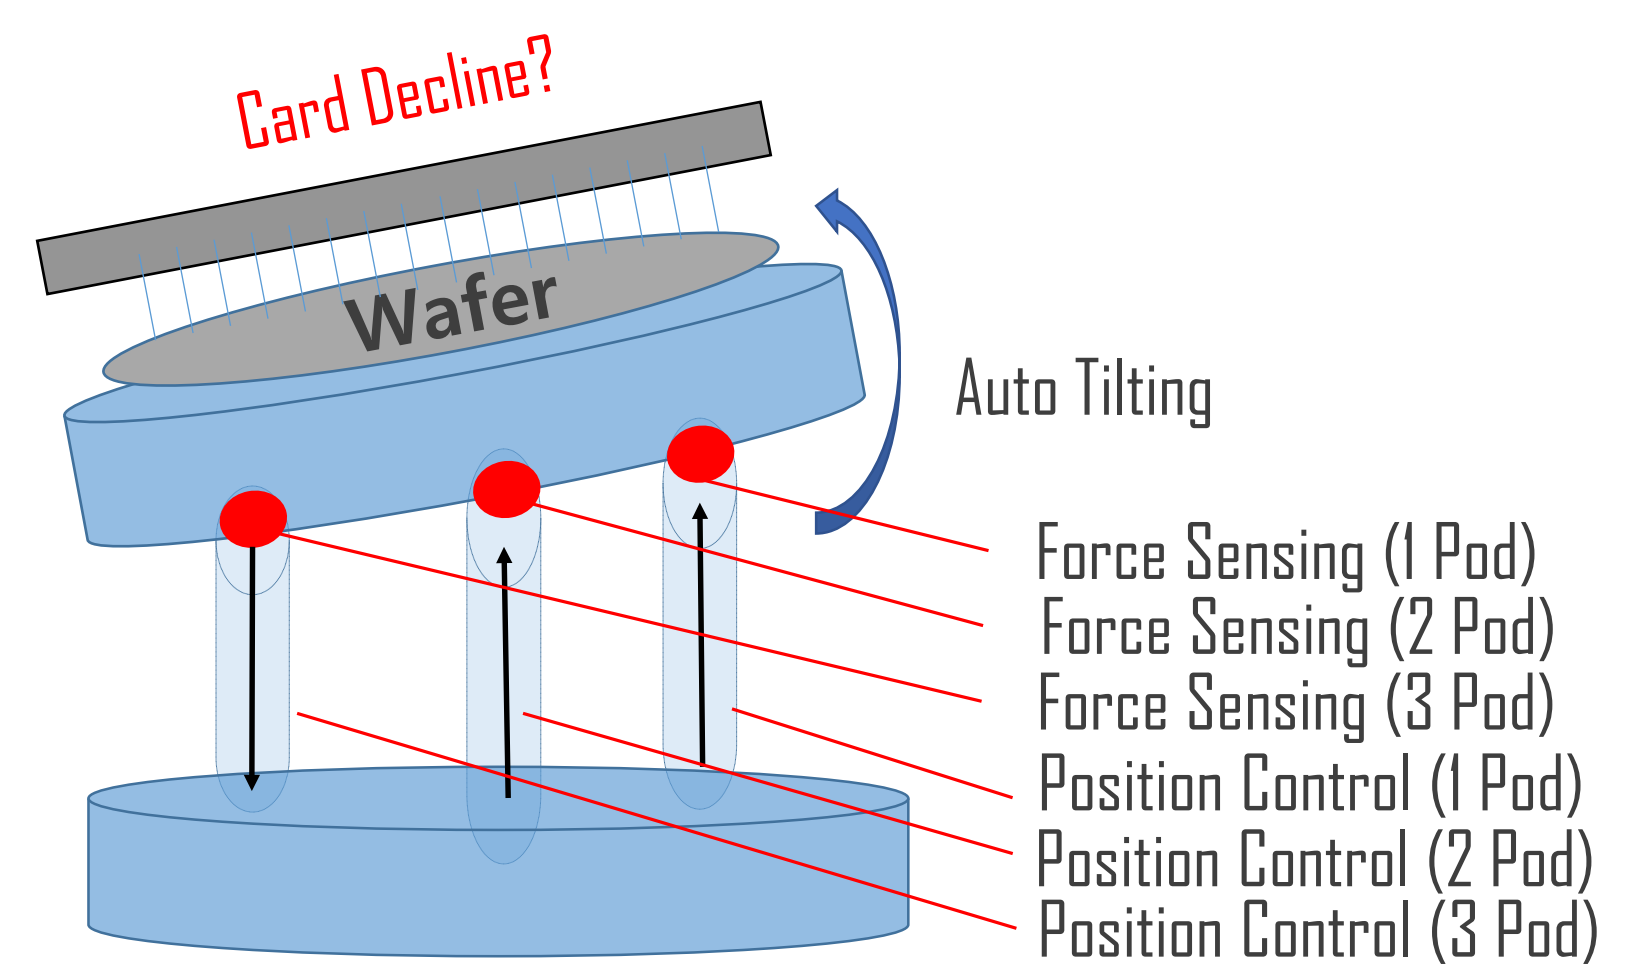 Card Decline?
Wafer
Auto Tilting
Force Sensing (1 Pod)
Force Sensing (2 Pod)
Force Sensing (3 Pod)
Position Control (1 Pod)
Position Control (2 Pod)
Position Control (3 Pod)